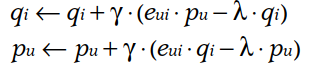 qᵢ ← qᵢ + γ · (eᵤᵢ · pᵤ − λ · qᵢ)
pᵤ ← pᵤ + γ · (eᵤᵢ · qᵢ − λ · pᵤ)